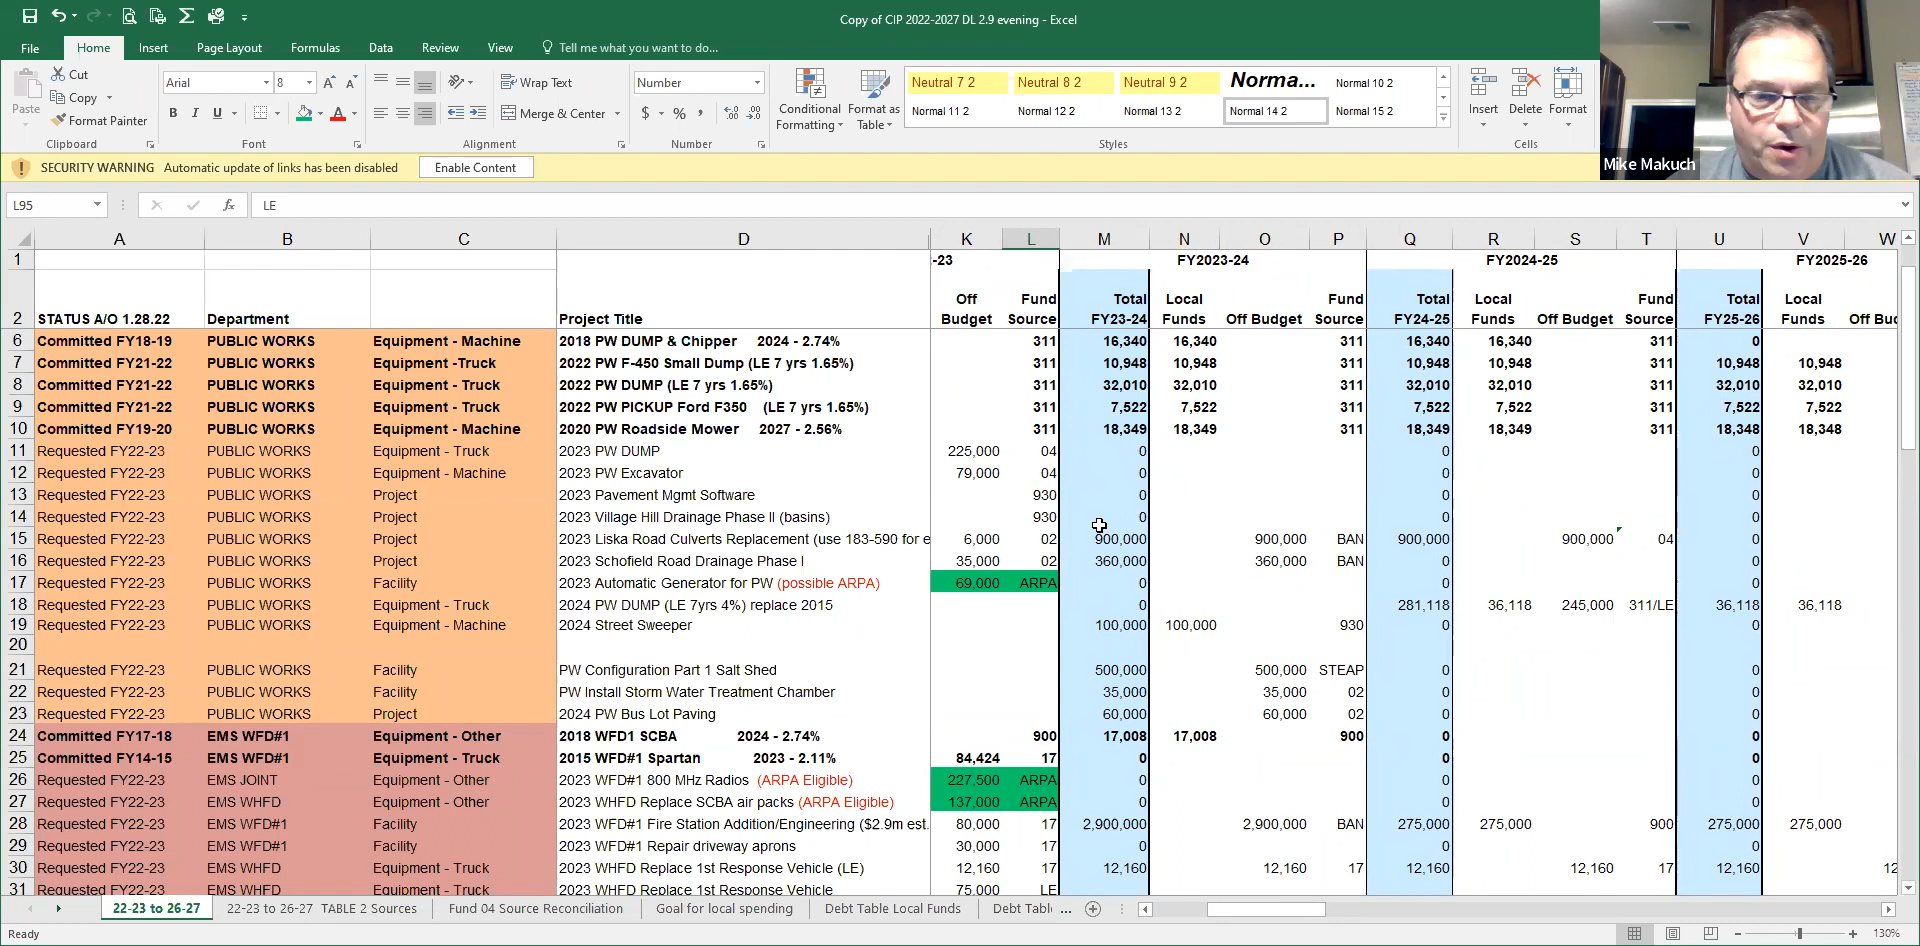 Copy of CIP 2022-2027 DL 2.9 evening - Excel
File Home Insert Page Layout Formulas Data Review View Tell me what you want to do...
Cut
Copy
Format Painter
Paste
Clipboard
Arial 8
B I U
Font
Wrap Text
Merge & Center
Alignment
Number
$ % ,
Number
Conditional Formatting
Format as Table
Neutral 7 2 Neutral 8 2 Neutral 9 2 Norma... Normal 10 2
Normal 11 2 Normal 12 2 Normal 13 2 Normal 14 2 Normal 15 2
Styles
Insert Delete Format
Cells
Mike Makuch
SECURITY WARNING Automatic update of links has been disabled Enable Content
L95 fx LE
A B C D K L M N O P Q R S T U V W
1 -23 FY2023-24 FY2024-25 FY2025-26
Off Fund Total Local Fund Total Local Fund Total Local
2 STATUS A/O 1.28.22 Department Project Title Budget Source FY23-24 Funds Off Budget Source FY24-25 Funds Off Budget Source FY25-26 Funds Off Buc
6 Committed FY18-19 PUBLIC WORKS Equipment - Machine 2018 PW DUMP & Chipper 2024 - 2.74% 311 16,340 16,340 311 16,340 16,340 311 0
7 Committed FY21-22 PUBLIC WORKS Equipment -Truck 2022 PW F-450 Small Dump (LE 7 yrs 1.65%) 311 10,948 10,948 311 10,948 10,948 311 10,948 10,948
8 Committed FY21-22 PUBLIC WORKS Equipment - Truck 2022 PW DUMP (LE 7 yrs 1.65%) 311 32,010 32,010 311 32,010 32,010 311 32,010 32,010
9 Committed FY21-22 PUBLIC WORKS Equipment - Truck 2022 PW PICKUP Ford F350 (LE 7 yrs 1.65%) 311 7,522 7,522 311 7,522 7,522 311 7,522 7,522
10 Committed FY19-20 PUBLIC WORKS Equipment - Machine 2020 PW Roadside Mower 2027 - 2.56% 311 18,349 18,349 311 18,349 18,349 311 18,348 18,348
11 Requested FY22-23 PUBLIC WORKS Equipment - Truck 2023 PW DUMP 225,000 04 0 0 0
12 Requested FY22-23 PUBLIC WORKS Equipment - Machine 2023 PW Excavator 79,000 04 0 0 0
13 Requested FY22-23 PUBLIC WORKS Project 2023 Pavement Mgmt Software 930 0 0 0
14 Requested FY22-23 PUBLIC WORKS Project 2023 Village Hill Drainage Phase II (basins) 930 0 0 0
15 Requested FY22-23 PUBLIC WORKS Project 2023 Liska Road Culverts Replacement (use 183-590 for e 6,000 02 900,000 900,000 BAN 900,000 900,000 04 0
16 Requested FY22-23 PUBLIC WORKS Project 2023 Schofield Road Drainage Phase I 35,000 02 360,000 360,000 BAN 0 0
17 Requested FY22-23 PUBLIC WORKS Facility 2023 Automatic Generator for PW (possible ARPA) 69,000 ARPA 0 0 0
18 Requested FY22-23 PUBLIC WORKS Equipment - Truck 2024 PW DUMP (LE 7yrs 4%) replace 2015 0 281,118 36,118 245,000 311/LE 36,118 36,118
19 Requested FY22-23 PUBLIC WORKS Equipment - Machine 2024 Street Sweeper 100,000 100,000 930 0 0
20
21 Requested FY22-23 PUBLIC WORKS Facility PW Configuration Part 1 Salt Shed 500,000 500,000 STEAP 0 0
22 Requested FY22-23 PUBLIC WORKS Facility PW Install Storm Water Treatment Chamber 35,000 35,000 02 0 0
23 Requested FY22-23 PUBLIC WORKS Project 2024 PW Bus Lot Paving 60,000 60,000 02 0 0
24 Committed FY17-18 EMS WFD#1 Equipment - Other 2018 WFD1 SCBA 2024 - 2.74% 900 17,008 17,008 900 0 0
25 Committed FY14-15 EMS WFD#1 Equipment - Truck 2015 WFD#1 Spartan 2023 - 2.11% 84,424 17 0 0 0
26 Requested FY22-23 EMS JOINT Equipment - Other 2023 WFD#1 800 MHz Radios (ARPA Eligible) 227,500 ARPA 0 0 0
27 Requested FY22-23 EMS WHFD Equipment - Other 2023 WHFD Replace SCBA air packs (ARPA Eligible) 137,000 ARPA 0 0 0
28 Requested FY22-23 EMS WFD#1 Facility 2023 WFD#1 Fire Station Addition/Engineering ($2.9m est. 80,000 17 2,900,000 2,900,000 BAN 275,000 275,000 900 275,000 275,000
29 Requested FY22-23 EMS WFD#1 Facility 2023 WFD#1 Repair driveway aprons 30,000 17 0 0 0
30 Requested FY22-23 EMS WHFD Equipment - Truck 2023 WHFD Replace 1st Response Vehicle (LE) 12,160 17 12,160 12,160 17 12,160 12,160 17 12,160 12
31 Requested FY22-23 EMS WHFD Equipment - Truck 2023 WHFD Replace 1st Response Vehicle 75,000 LE 0 0 0
22-23 to 26-27 22-23 to 26-27 TABLE 2 Sources Fund 04 Source Reconciliation Goal for local spending Debt Table Local Funds Debt Tabl ...
Ready 130%